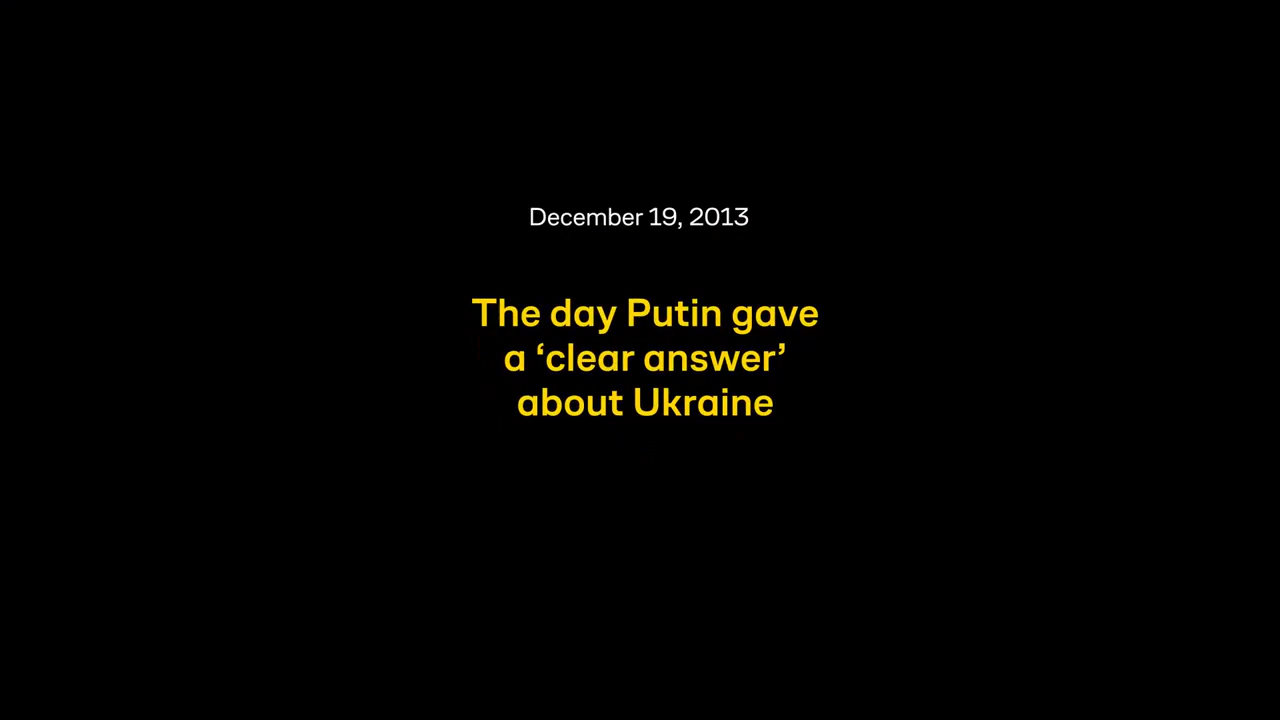 December 19, 2013
The day Putin gave
a ‘clear answer’
about Ukraine